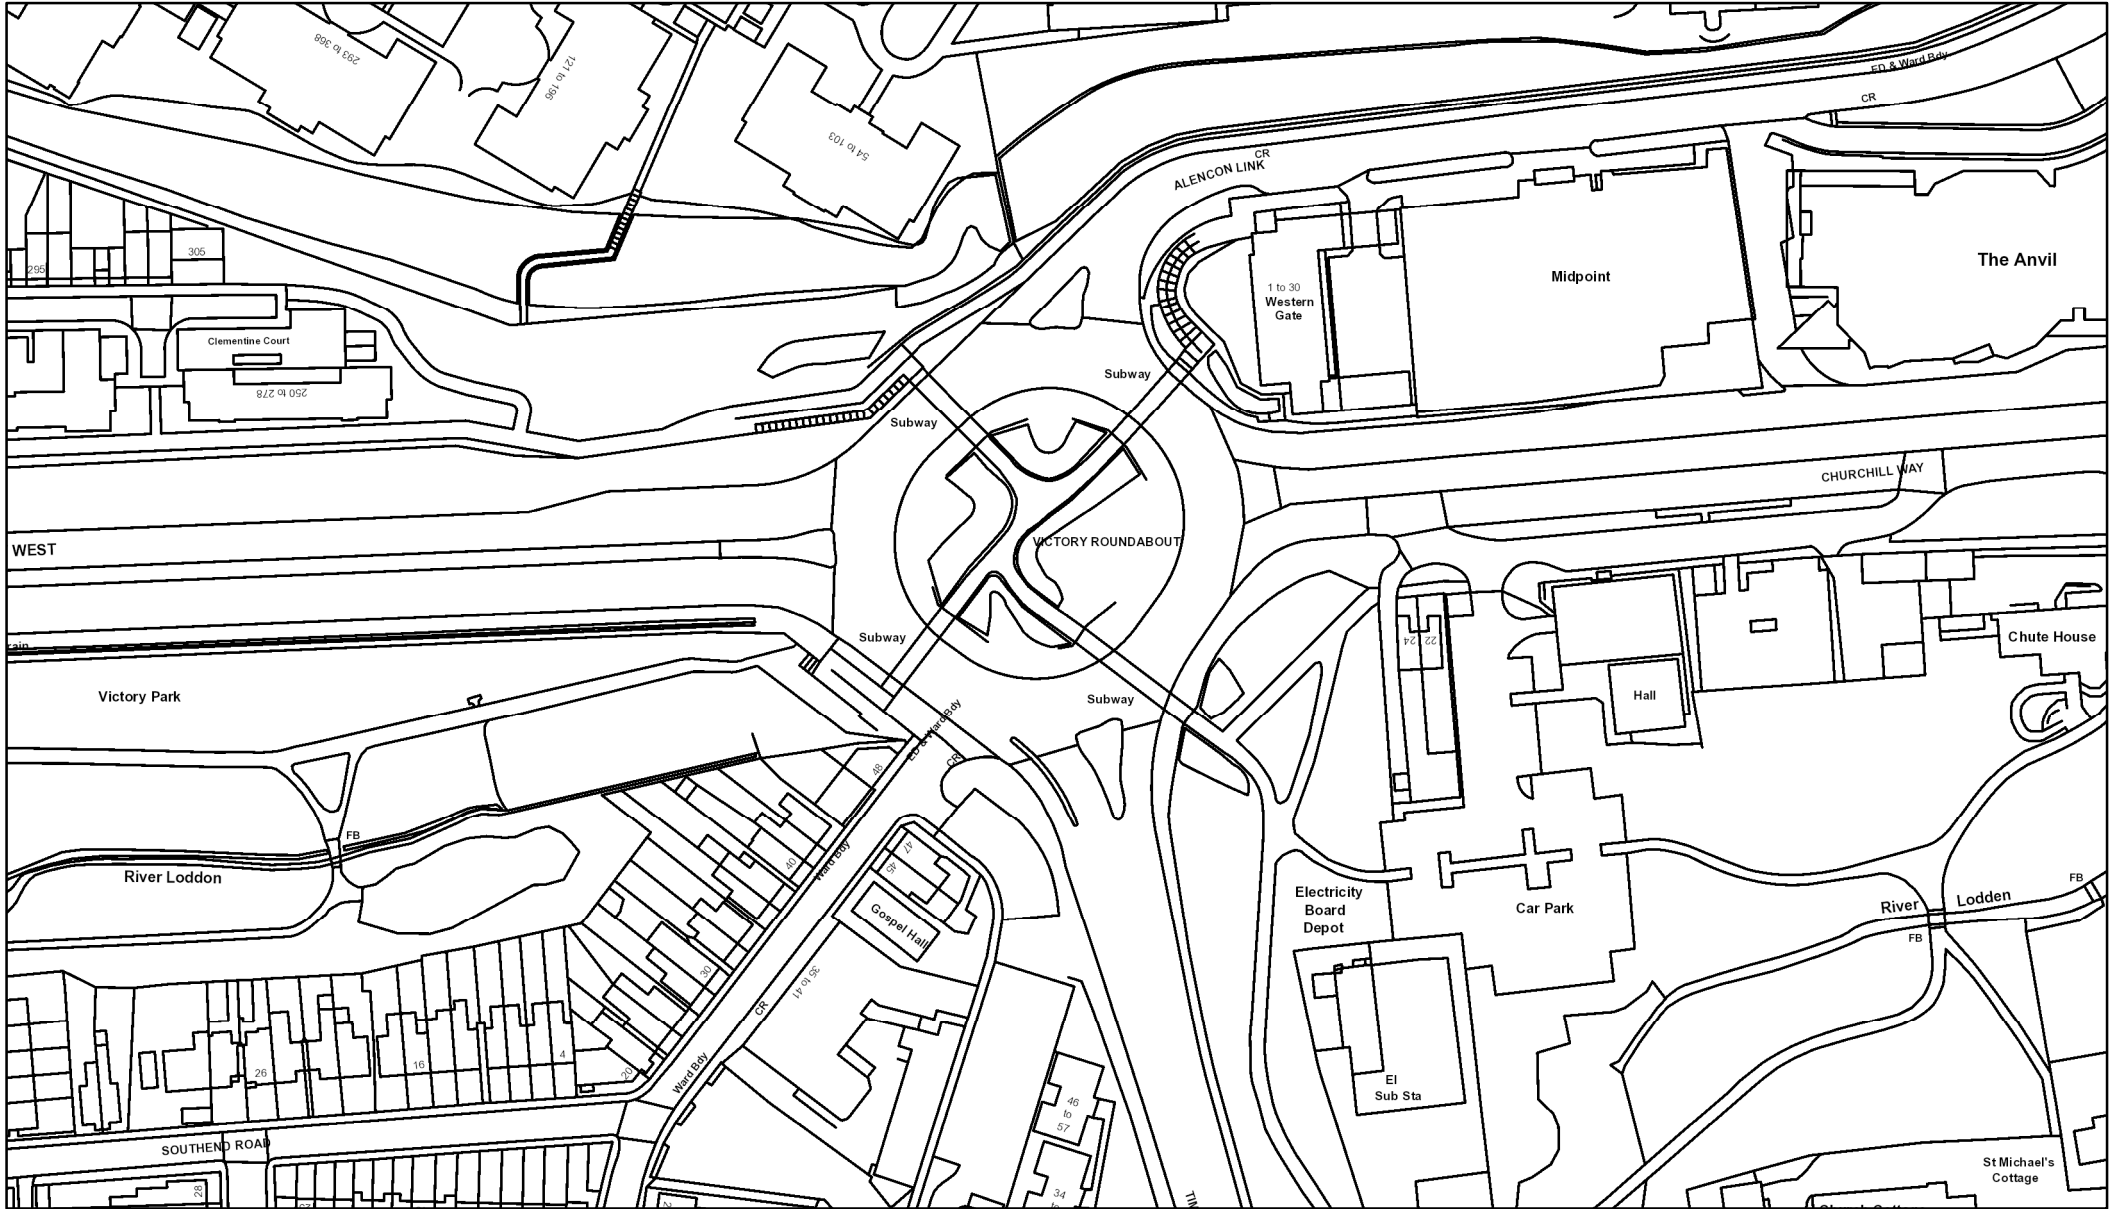 293 to 368
121 to 196
54 to 103
ED & Ward Bdy
CR
CR
ALENCON LINK
305
295
The Anvil
Midpoint
1 to 30
Western
Gate
Clementine Court
250 to 278
Subway
Subway
CHURCHILL WAY
WEST
VICTORY ROUNDABOUT
Subway
Subway
24
22
Chute House
Hall
Victory Park
ED & Ward Bdy
CR
48
FB
River Loddon
40
Ward Bdy
47
45
Gospel Hall
Electricity
Board
Depot
Car Park
River
Lodden
FB
FB
30
35 to 41
CR
26
16
4
20
Ward Bdy
El
Sub Sta
46
to
57
SOUTHEND ROAD
28
34
St Michael's
Cottage